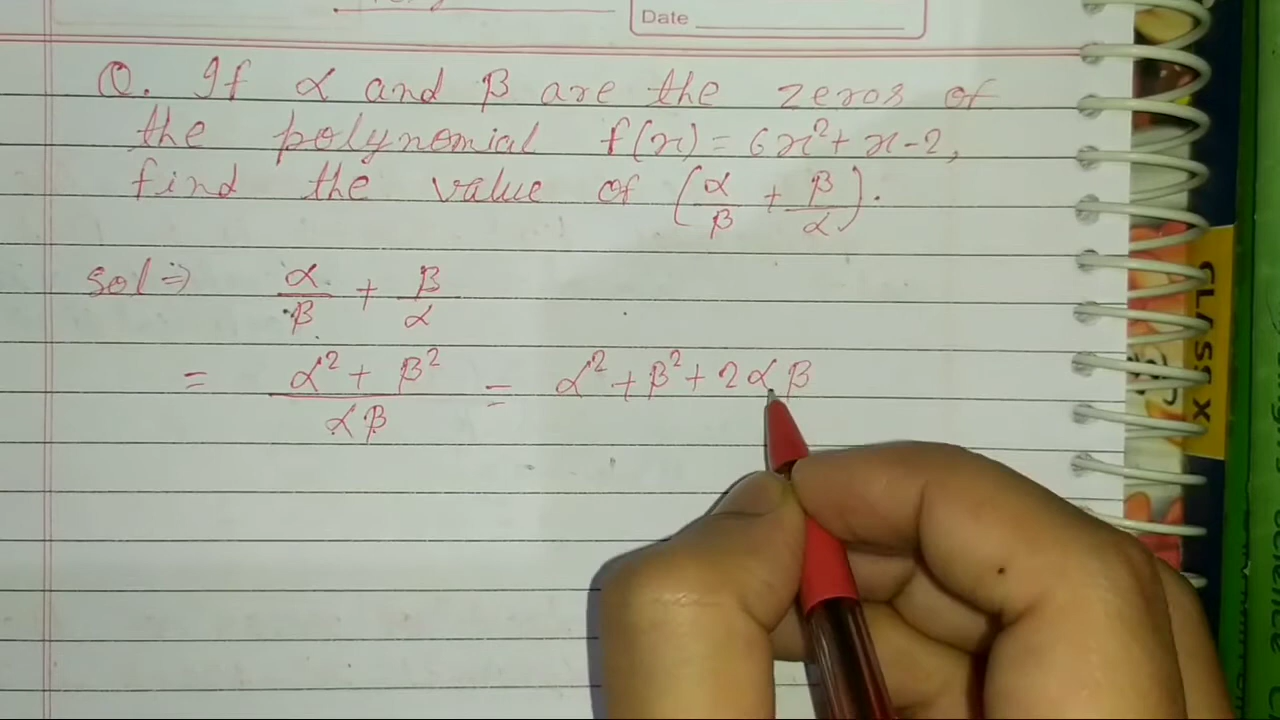 Date
Q. If α and β are the zeros of
the polynomial f(x) = 6x² + x - 2,
find the value of (α/β + β/α).
Sol ⇒ α/β + β/α
= α² + β² / αβ = α² + β² + 2αβ
CLASS X